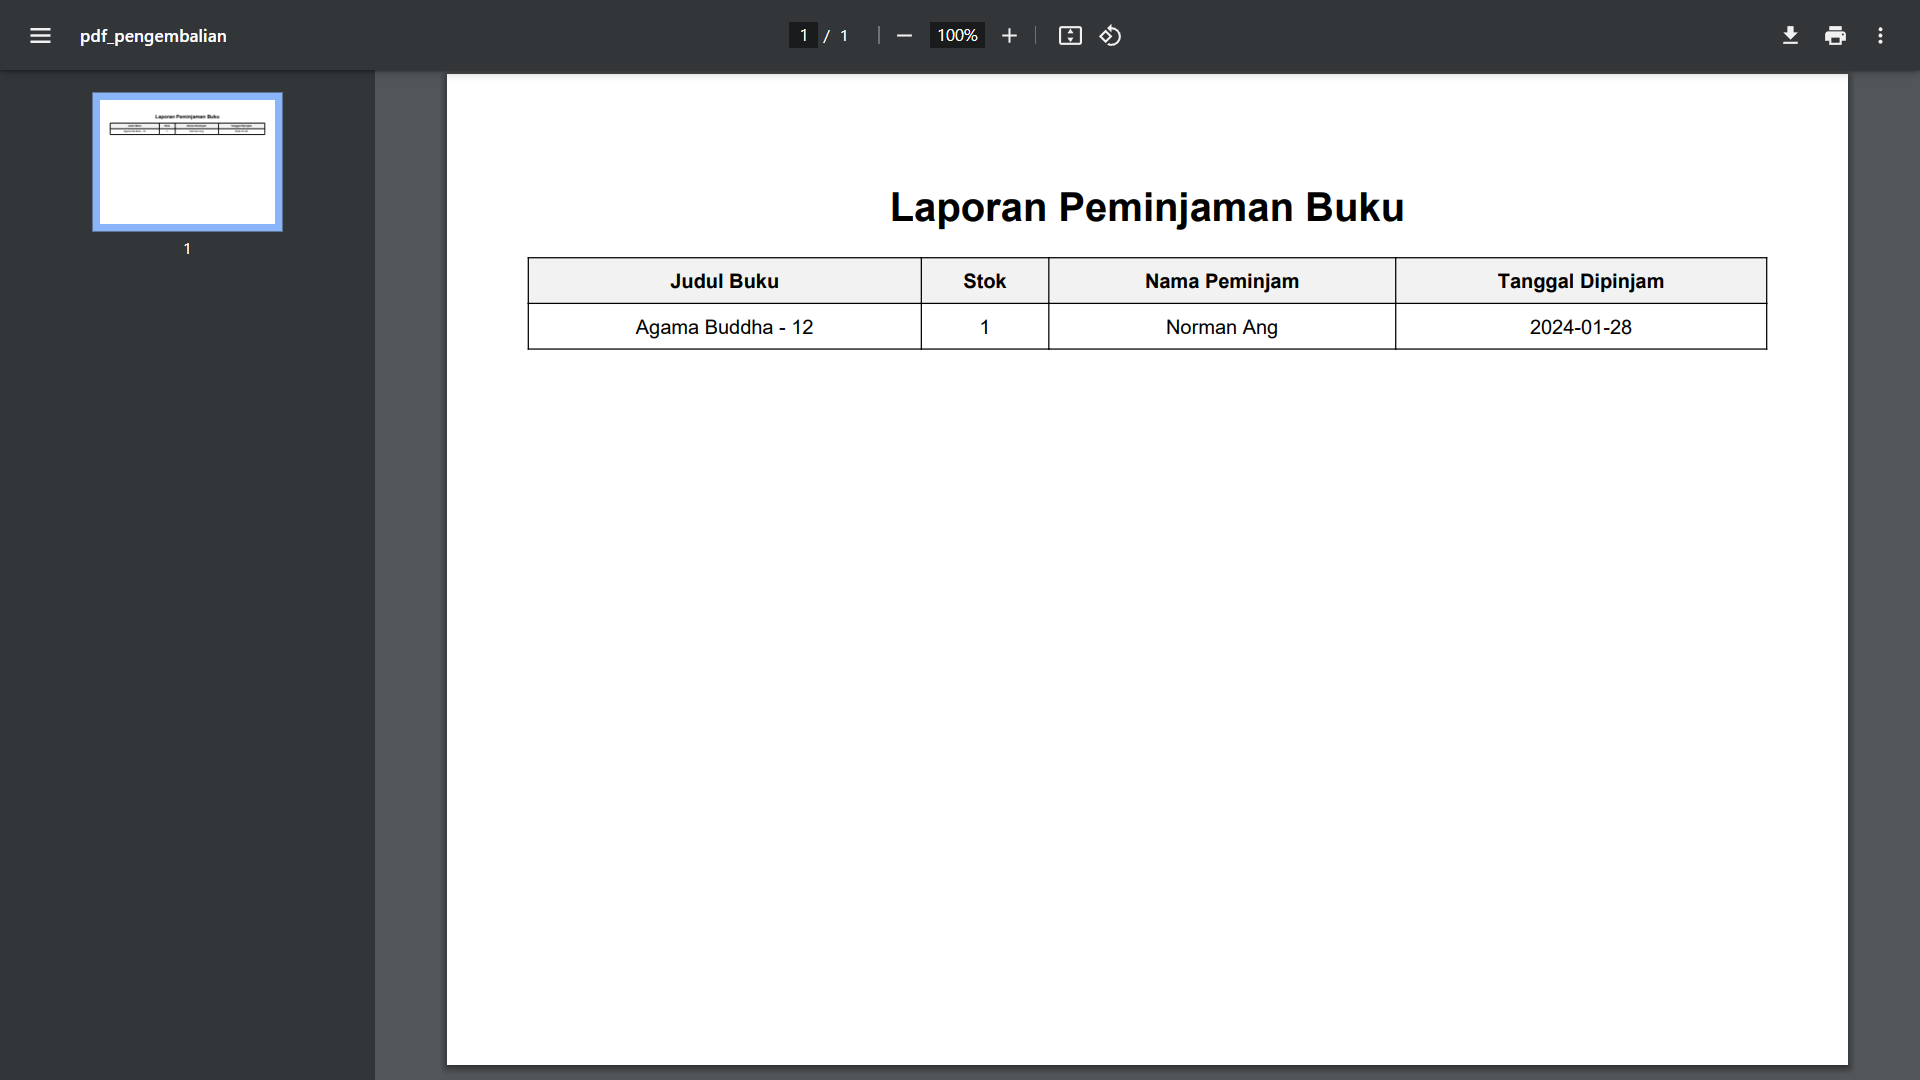 pdf_pengembalian
1 / 1
100%
1
Laporan Peminjaman Buku
Judul Buku Stok Nama Peminjam Tanggal Dipinjam
Agama Buddha - 12 1 Norman Ang 2024-01-28